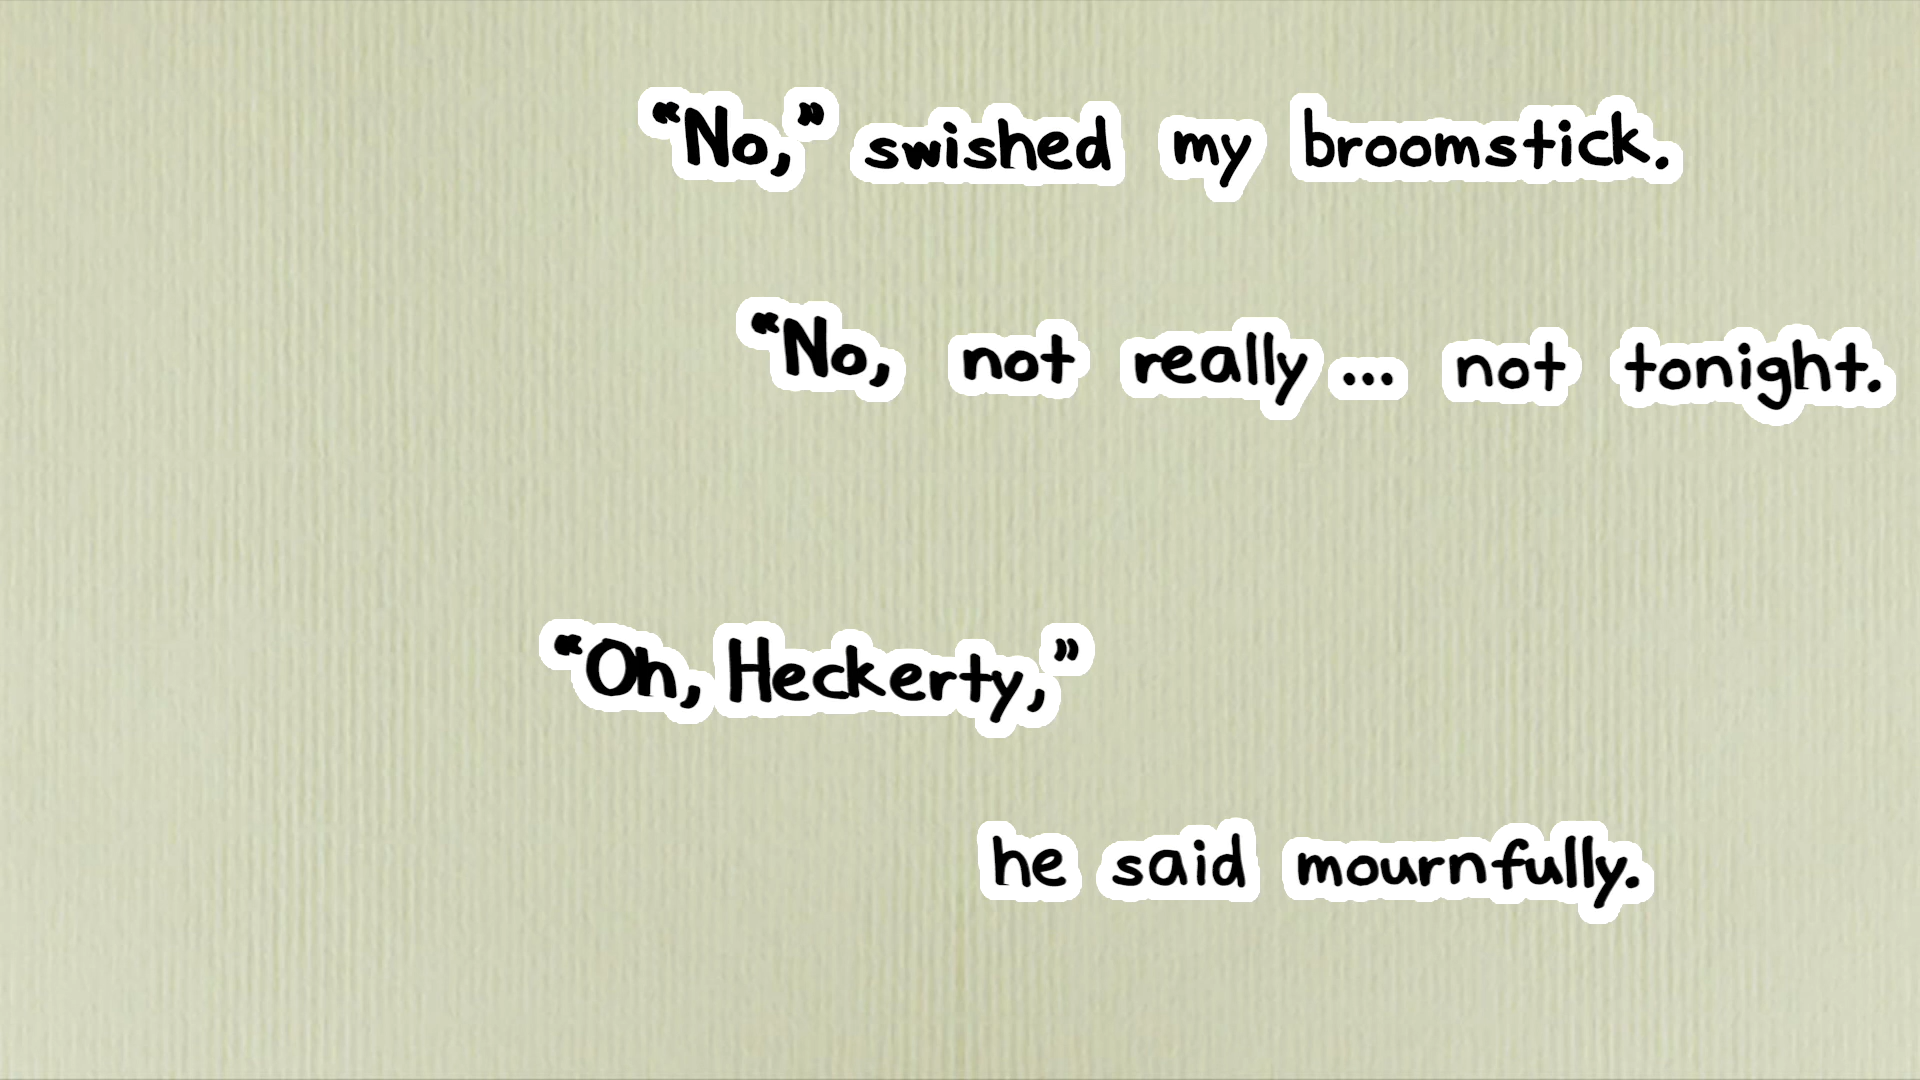 “No,” swished my broomstick.
“No, not really... not tonight.
“Oh, Heckerty,”
he said mournfully.